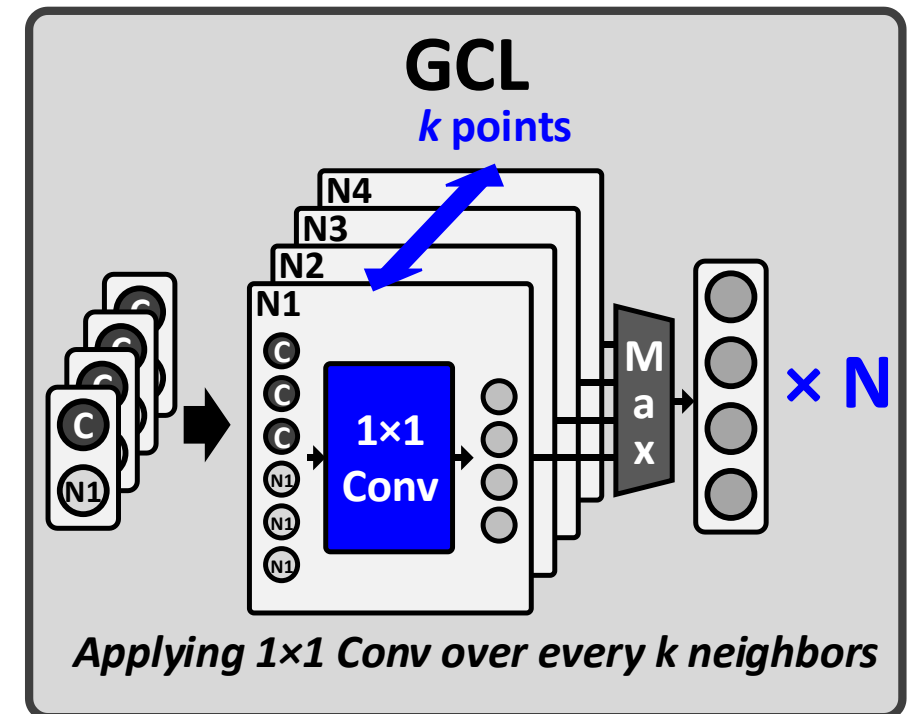 GCL
k points
N4
N3
N2
N1
C
C
C
C
N1
C
C
C
N1
N1
N1
1×1
Conv
Max
× N
Applying 1×1 Conv over every k neighbors